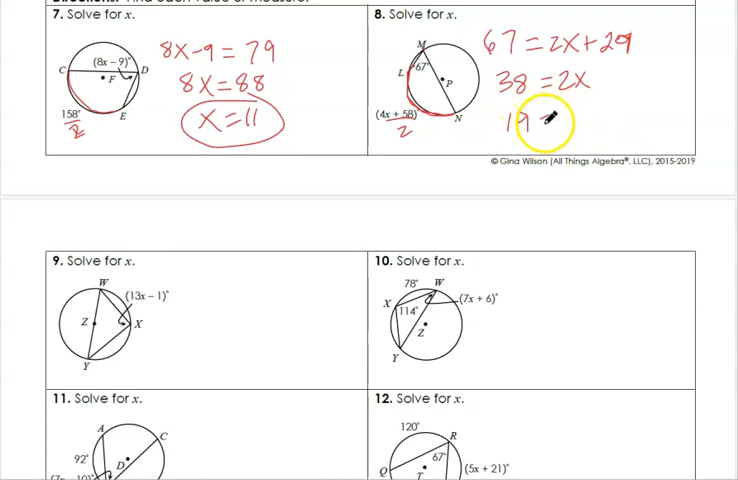 7. Solve for x.
C
(8x – 9)°
D
F
E
158°
2
8x-9 = 79
8x = 88
x = 11
8. Solve for x.
M
67°
L
P
N
(4x + 58)°
2
67 = 2x + 29
38 = 2x
19 =
© Gina Wilson (All Things Algebra®, LLC), 2015-2019
9. Solve for x.
W
(13x – 1)°
Z
X
Y
10. Solve for x.
78°
W
X
(7x + 6)°
114°
Z
Y
11. Solve for x.
A
C
92°
D
12. Solve for x.
120°
R
67°
Q
(5x + 21)°
T